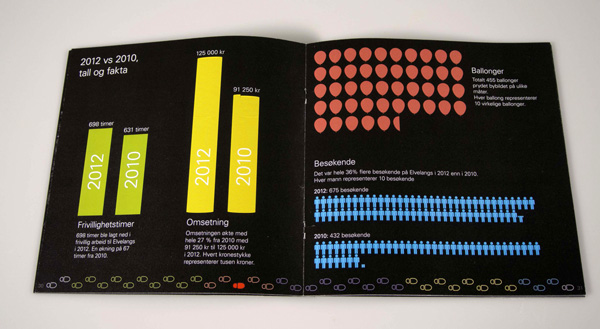 2012 vs 2010,
tall og fakta
698 timer
631 timer
2012
2010
Frivillighetstimer
698 timer ble lagt ned i
frivillig arbeid til Elvelangs
i 2012. En økning på 67
timer fra 2010.
125 000 kr
91 250 kr
2012
2010
Omsetning
Omsetningen økte med
hele 27 % fra 2010 med
91 250 kr til 125 000 kr
i 2012. Hvert kronestykke
representerer tusen kroner.
Ballonger
Totalt 455 ballonger
prydet bybildet på ulike
måter.
Hver ballong representerer
10 virkelige ballonger.
Besøkende
Det var hele 36% flere besøkende på Elvelangs i 2012 enn i 2010.
Hver mann representerer 10 besøkende
2012: 675 besøkende
2010: 432 besøkende